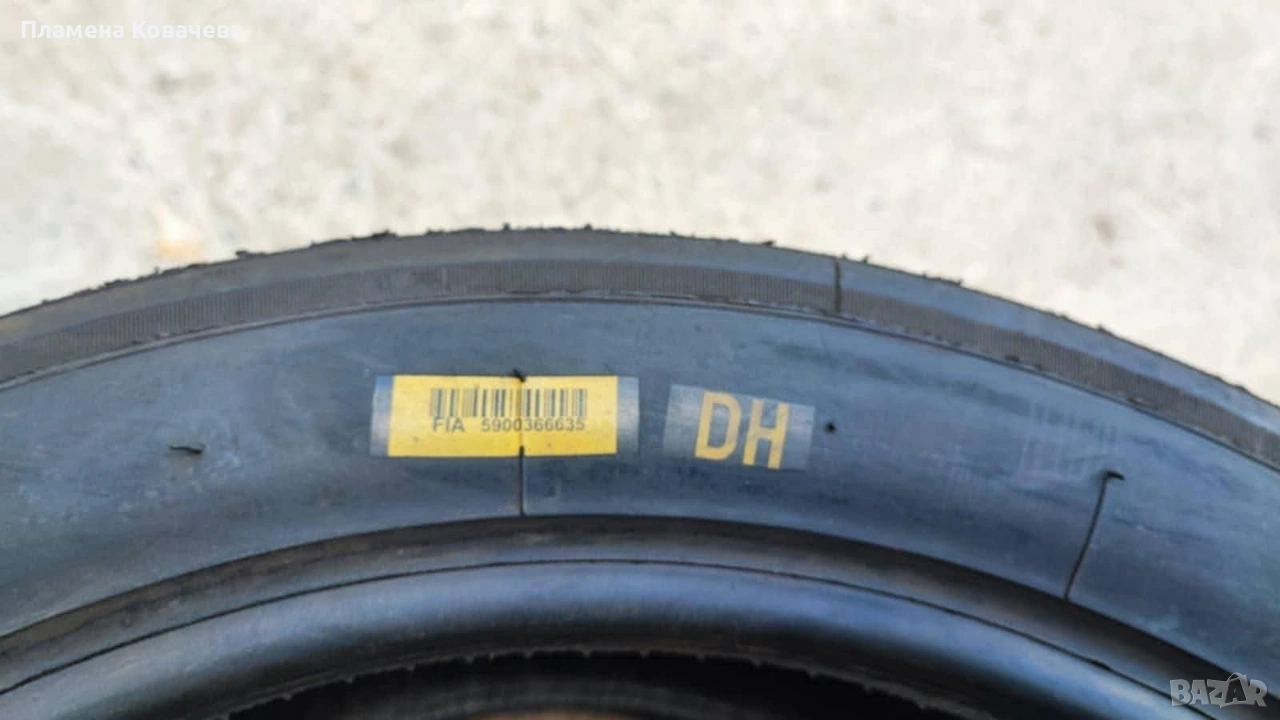 Пламена Ковачева
FIA 5900366635
DH
BAZAR